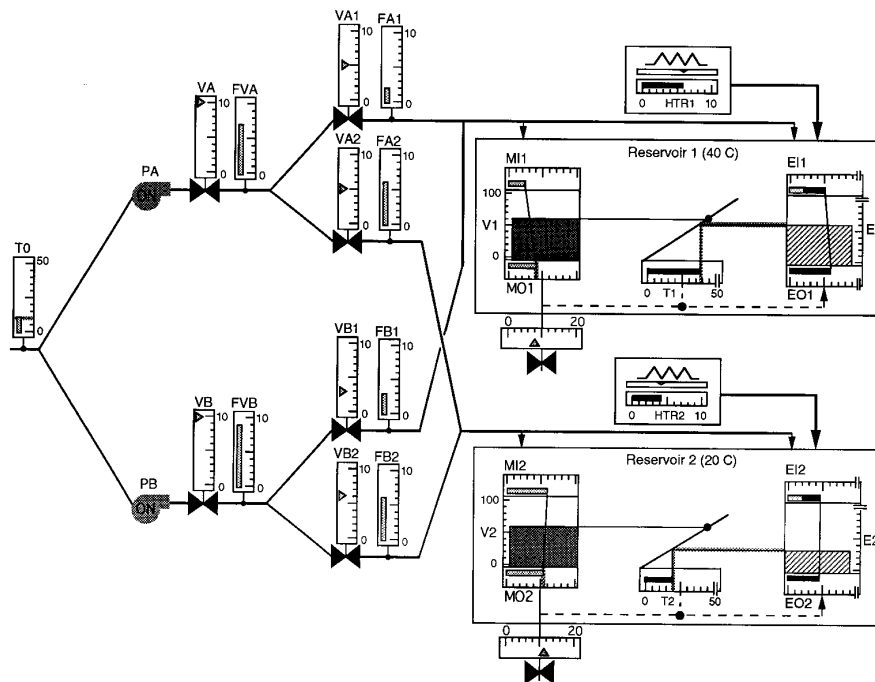 VA1
10
0
FA1
10
0
VA
10
0
FVA
10
0
VA2
10
0
FA2
10
0
PA
ON
T0
50
0
0 HTR1 10
Reservoir 1 (40 C)
MI1
100
V1
0
MO1
0 20
0 T1 50
EI1
E
EO1
VB1
10
0
FB1
10
0
VB
10
0
FVB
10
0
VB2
10
0
FB2
10
0
PB
ON
0 HTR2 10
Reservoir 2 (20 C)
MI2
100
V2
0
MO2
0 20
0 T2 50
EI2
E2
EO2